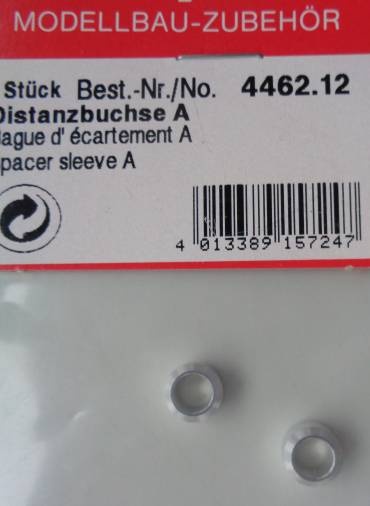 MODELLBAU-ZUBEHÖR
Stück Best.-Nr./No. 4462.12
Distanzbuchse A
ague d' écartement A
pacer sleeve A
4 013389 157247